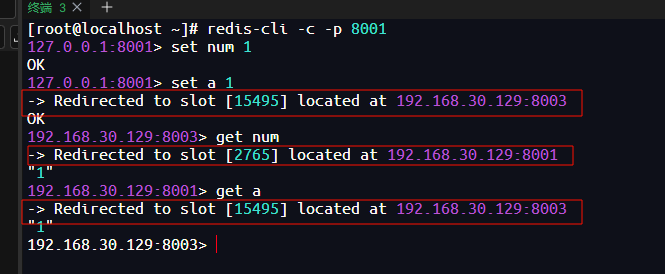 终端 3
[root@localhost ~]# redis-cli -c -p 8001
127.0.0.1:8001> set num 1
OK
127.0.0.1:8001> set a 1
-> Redirected to slot [15495] located at 192.168.30.129:8003
OK
192.168.30.129:8003> get num
-> Redirected to slot [2765] located at 192.168.30.129:8001
"1"
192.168.30.129:8001> get a
-> Redirected to slot [15495] located at 192.168.30.129:8003
"1"
192.168.30.129:8003>